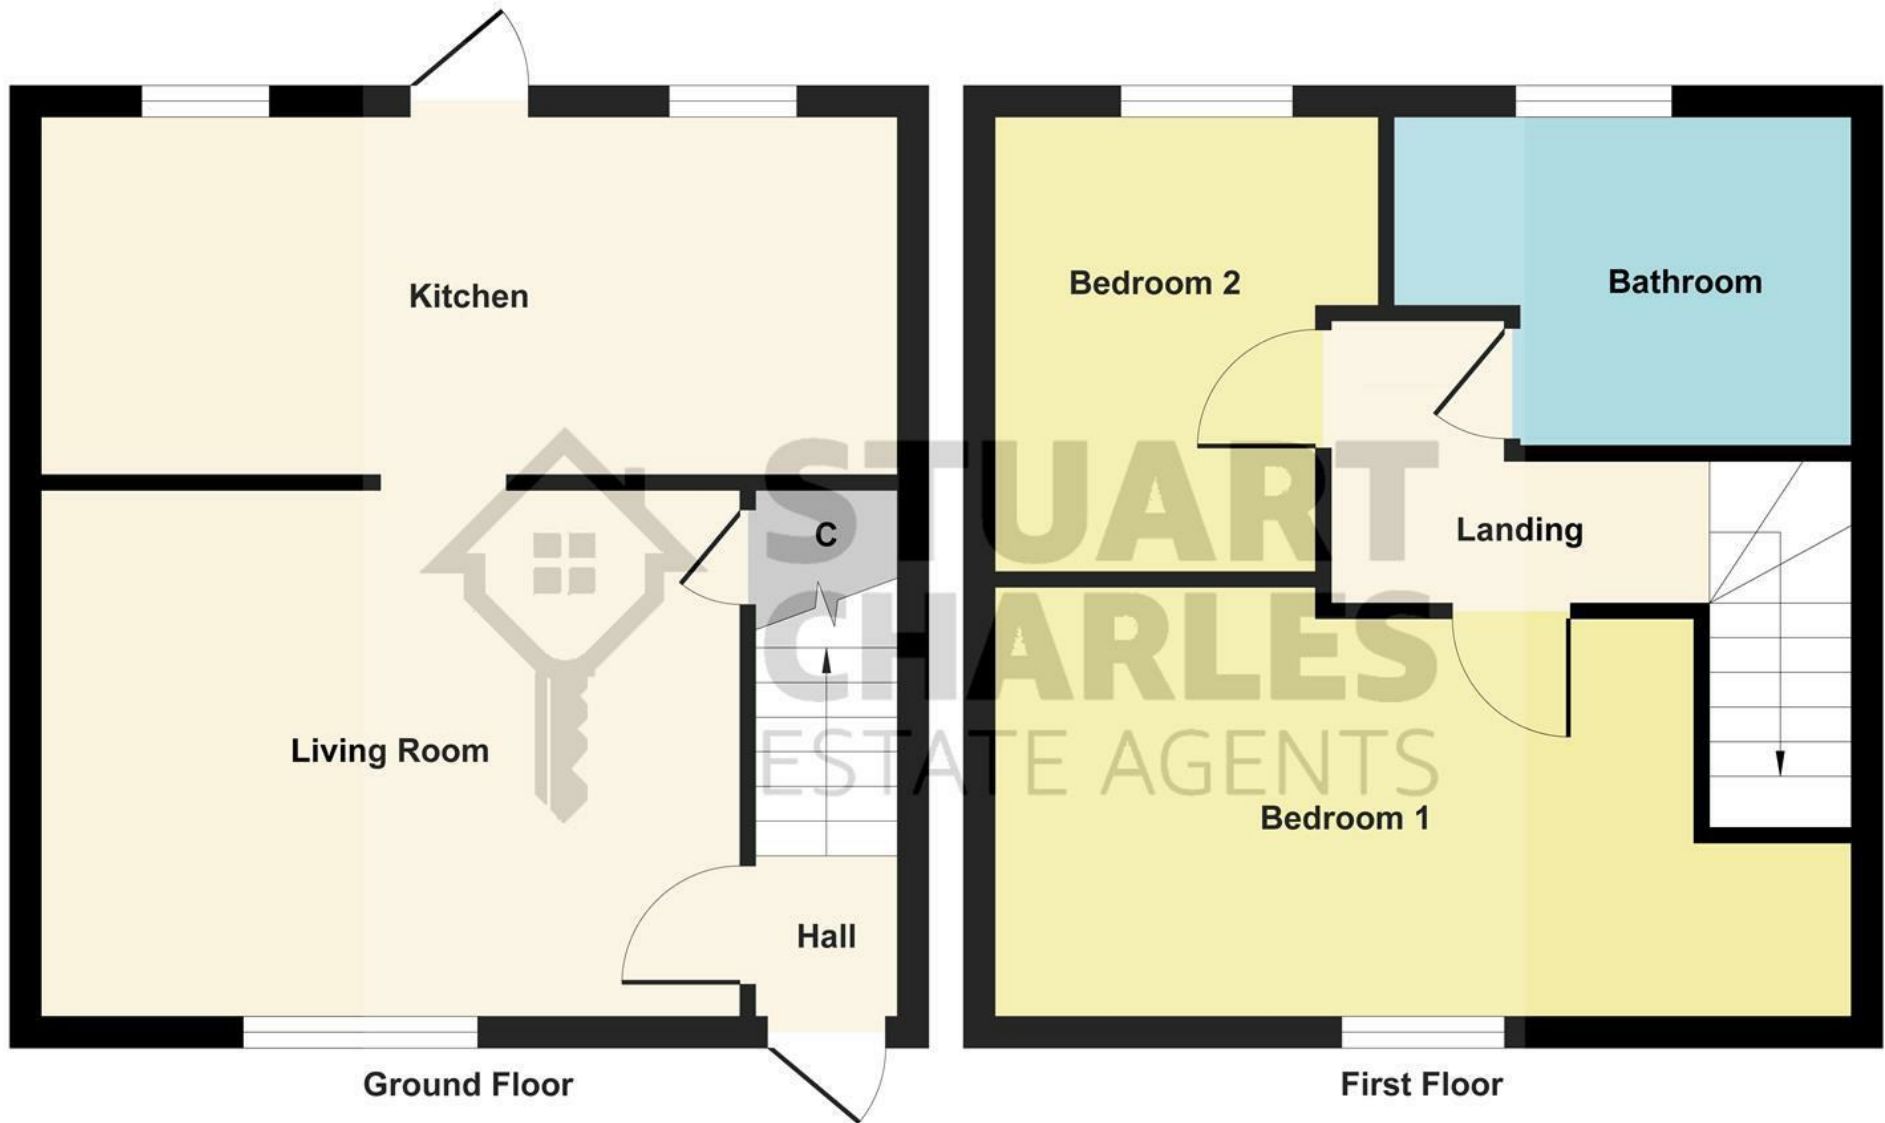 Kitchen
Living Room
C
Hall
Ground Floor
Bedroom 2
Bathroom
Landing
Bedroom 1
First Floor
STUART
CHARLES
ESTATE AGENTS